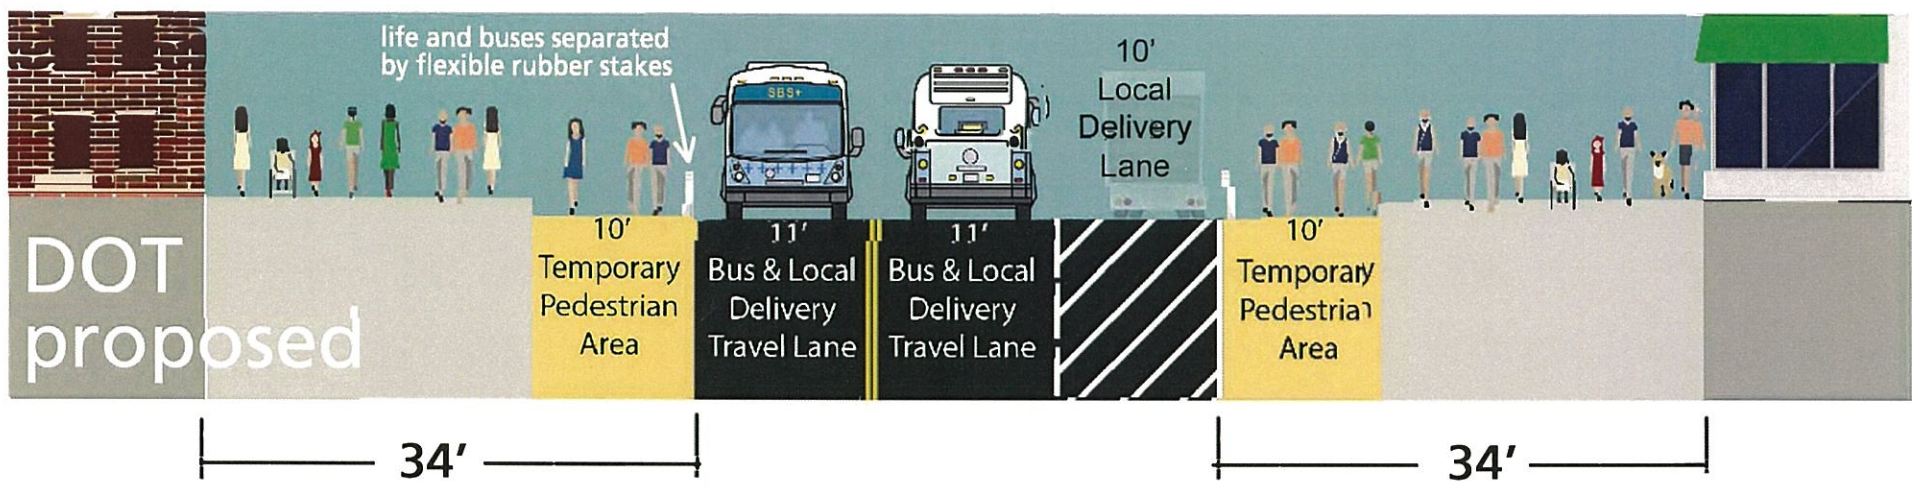 life and buses separated
by flexible rubber stakes
SBS+
10'
Local
Delivery
Lane
DOT
proposed
10'
Temporary
Pedestrian
Area
11'
Bus & Local
Delivery
Travel Lane
11'
Bus & Local
Delivery
Travel Lane
10'
Temporary
Pedestrian
Area
34'
34'